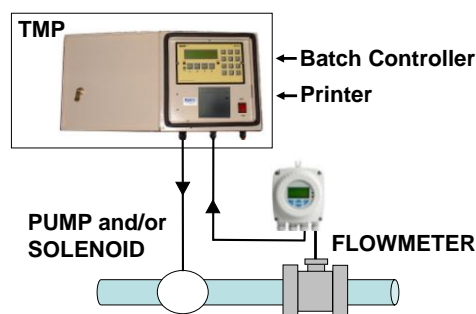 TMP
Batch Controller
Printer
PUMP and/or
SOLENOID
FLOWMETER